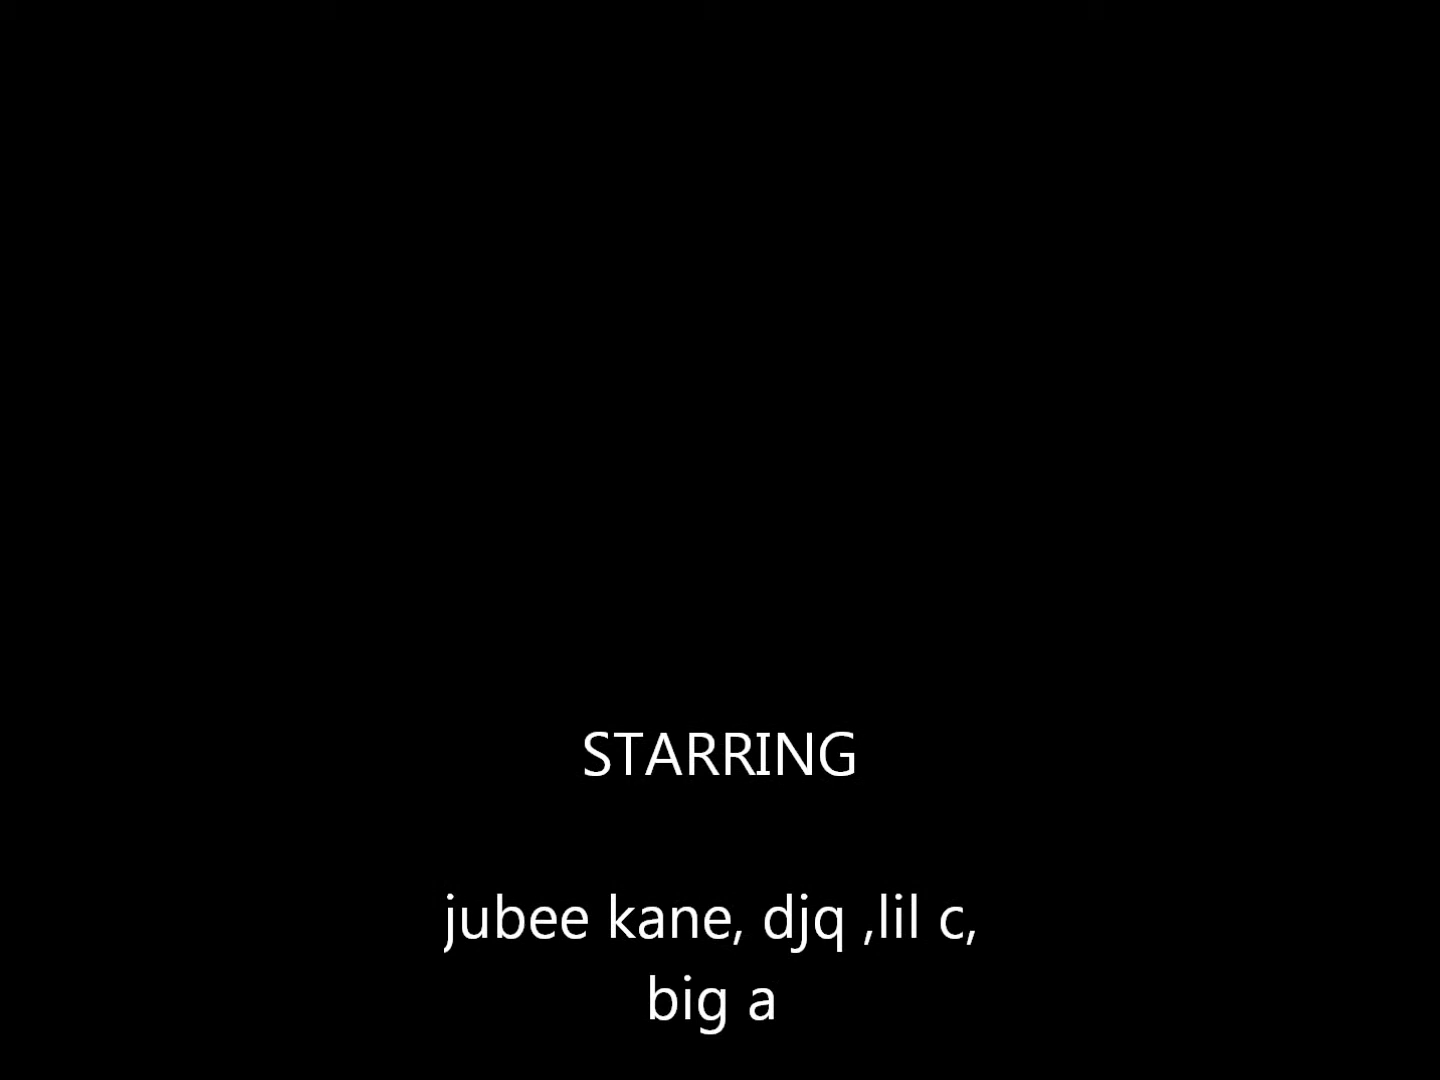 STARRING
jubee kane, djq ,lil c,
big a